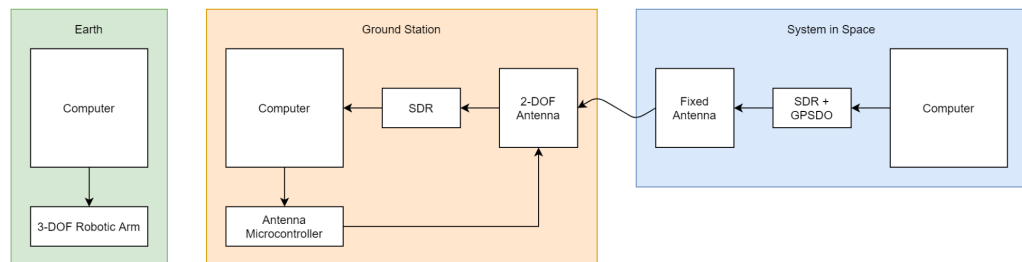 Earth
Computer
3-DOF Robotic Arm
Ground Station
Computer
SDR
2-DOF
Antenna
Antenna
Microcontroller
System in Space
Fixed
Antenna
SDR +
GPSDO
Computer